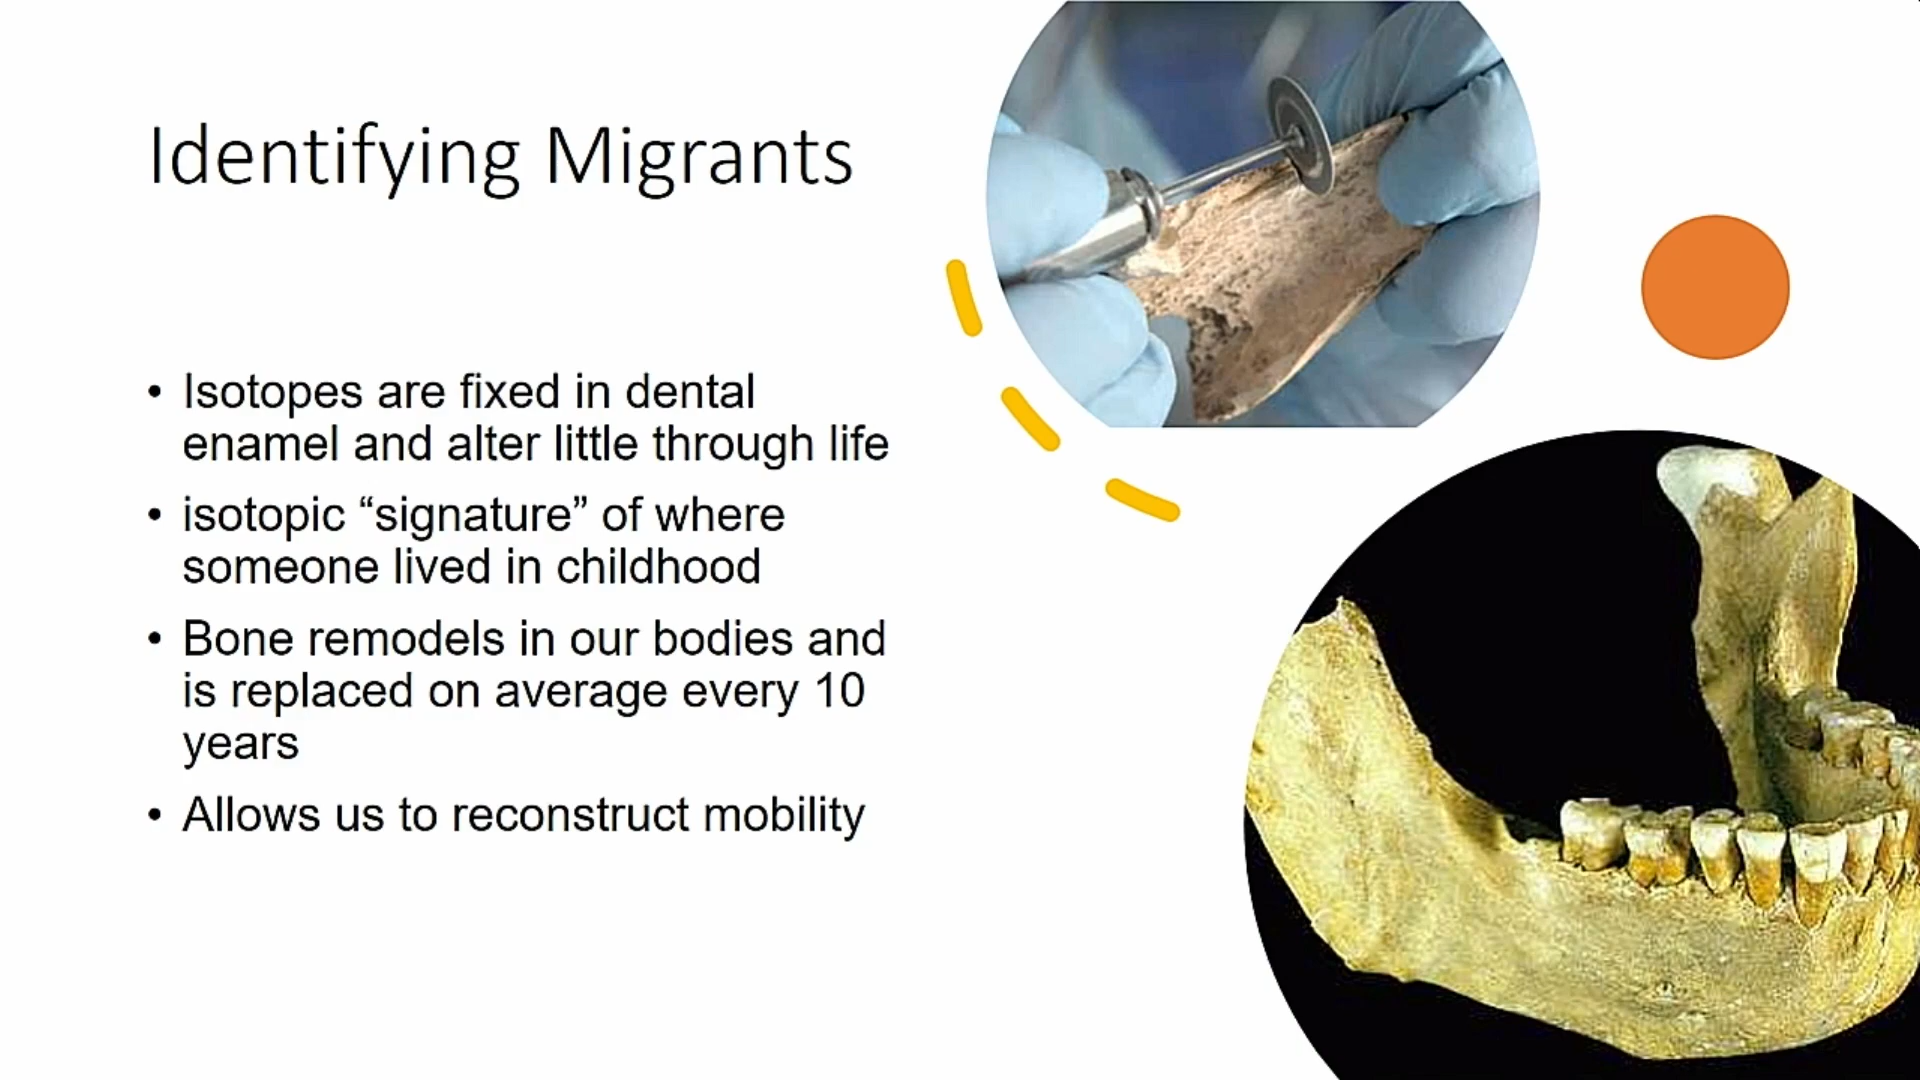 Identifying Migrants
• Isotopes are fixed in dental
enamel and alter little through life
• isotopic “signature” of where
someone lived in childhood
• Bone remodels in our bodies and
is replaced on average every 10
years
• Allows us to reconstruct mobility